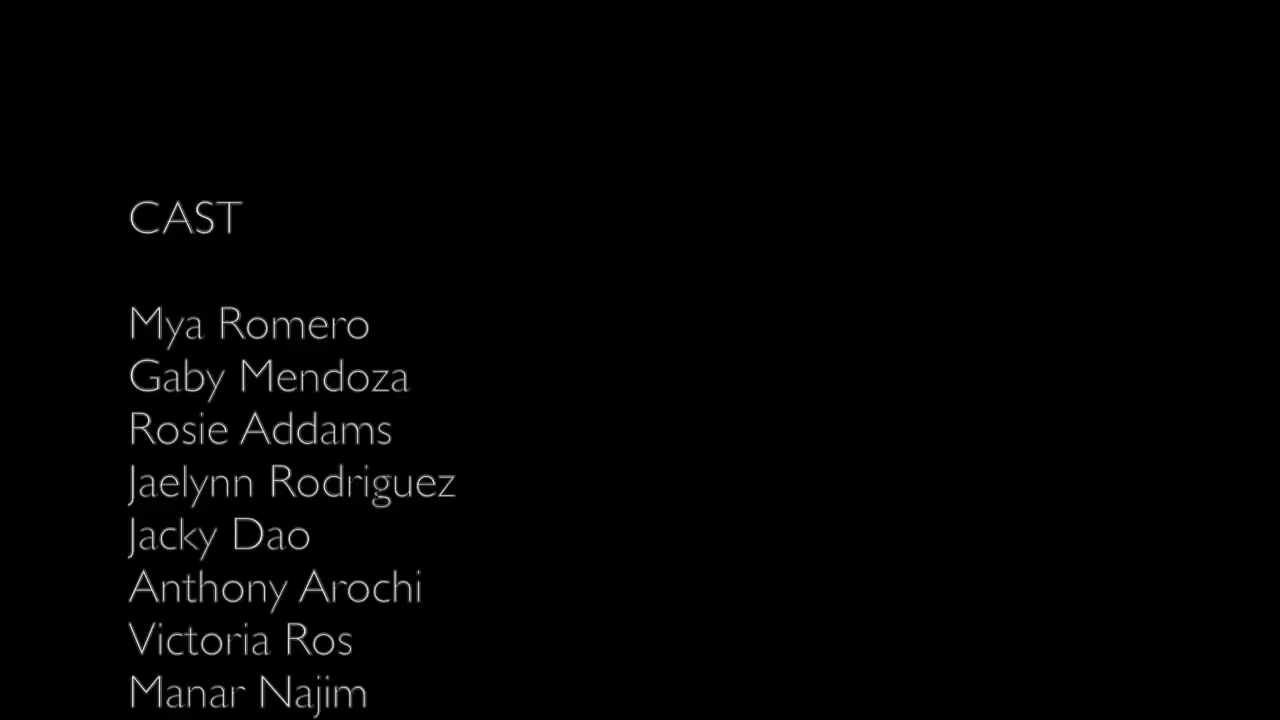 CAST
Mya Romero
Gaby Mendoza
Rosie Addams
Jaelynn Rodriguez
Jacky Dao
Anthony Arochi
Victoria Ros
Manar Najim